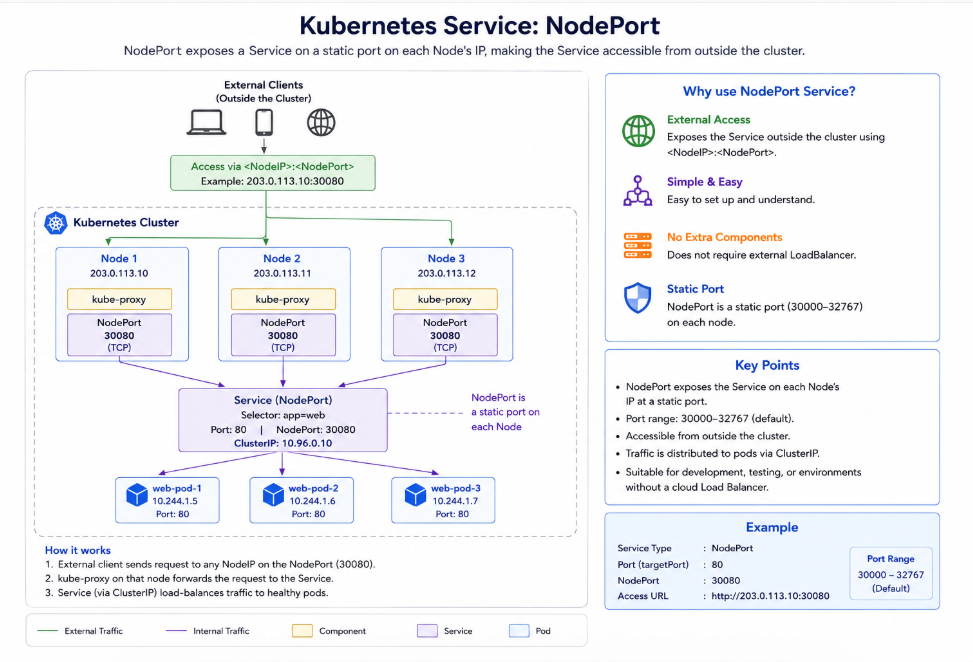 Kubernetes Service: NodePort
NodePort exposes a Service on a static port on each Node's IP, making the Service accessible from outside the cluster.
External Clients
(Outside the Cluster)
Access via <NodeIP>:<NodePort>
Example: 203.0.113.10:30080
Kubernetes Cluster
Node 1
203.0.113.10
kube-proxy
NodePort
30080
(TCP)
Node 2
203.0.113.11
kube-proxy
NodePort
30080
(TCP)
Node 3
203.0.113.12
kube-proxy
NodePort
30080
(TCP)
Service (NodePort)
Selector: app=web
Port: 80 | NodePort: 30080
ClusterIP: 10.96.0.10
NodePort is
a static port on
each Node
web-pod-1
10.244.1.5
Port: 80
web-pod-2
10.244.1.6
Port: 80
web-pod-3
10.244.1.7
Port: 80
How it works
1. External client sends request to any NodeIP on the NodePort (30080).
2. kube-proxy on that node forwards the request to the Service.
3. Service (via ClusterIP) load-balances traffic to healthy pods.
External Traffic
Internal Traffic
Component
Service
Pod
Why use NodePort Service?
External Access
Exposes the Service outside the cluster using
<NodeIP>:<NodePort>.
Simple & Easy
Easy to set up and understand.
No Extra Components
Does not require external LoadBalancer.
Static Port
NodePort is a static port (30000–32767)
on each node.
Key Points
• NodePort exposes the Service on each Node's
IP at a static port.
• Port range: 30000–32767 (default).
• Accessible from outside the cluster.
• Traffic is distributed to pods via ClusterIP.
• Suitable for development, testing, or environments
without a cloud Load Balancer.
Example
Service Type : NodePort
Port (targetPort) : 80
NodePort : 30080
Access URL : http://203.0.113.10:30080
Port Range
30000 – 32767
(Default)